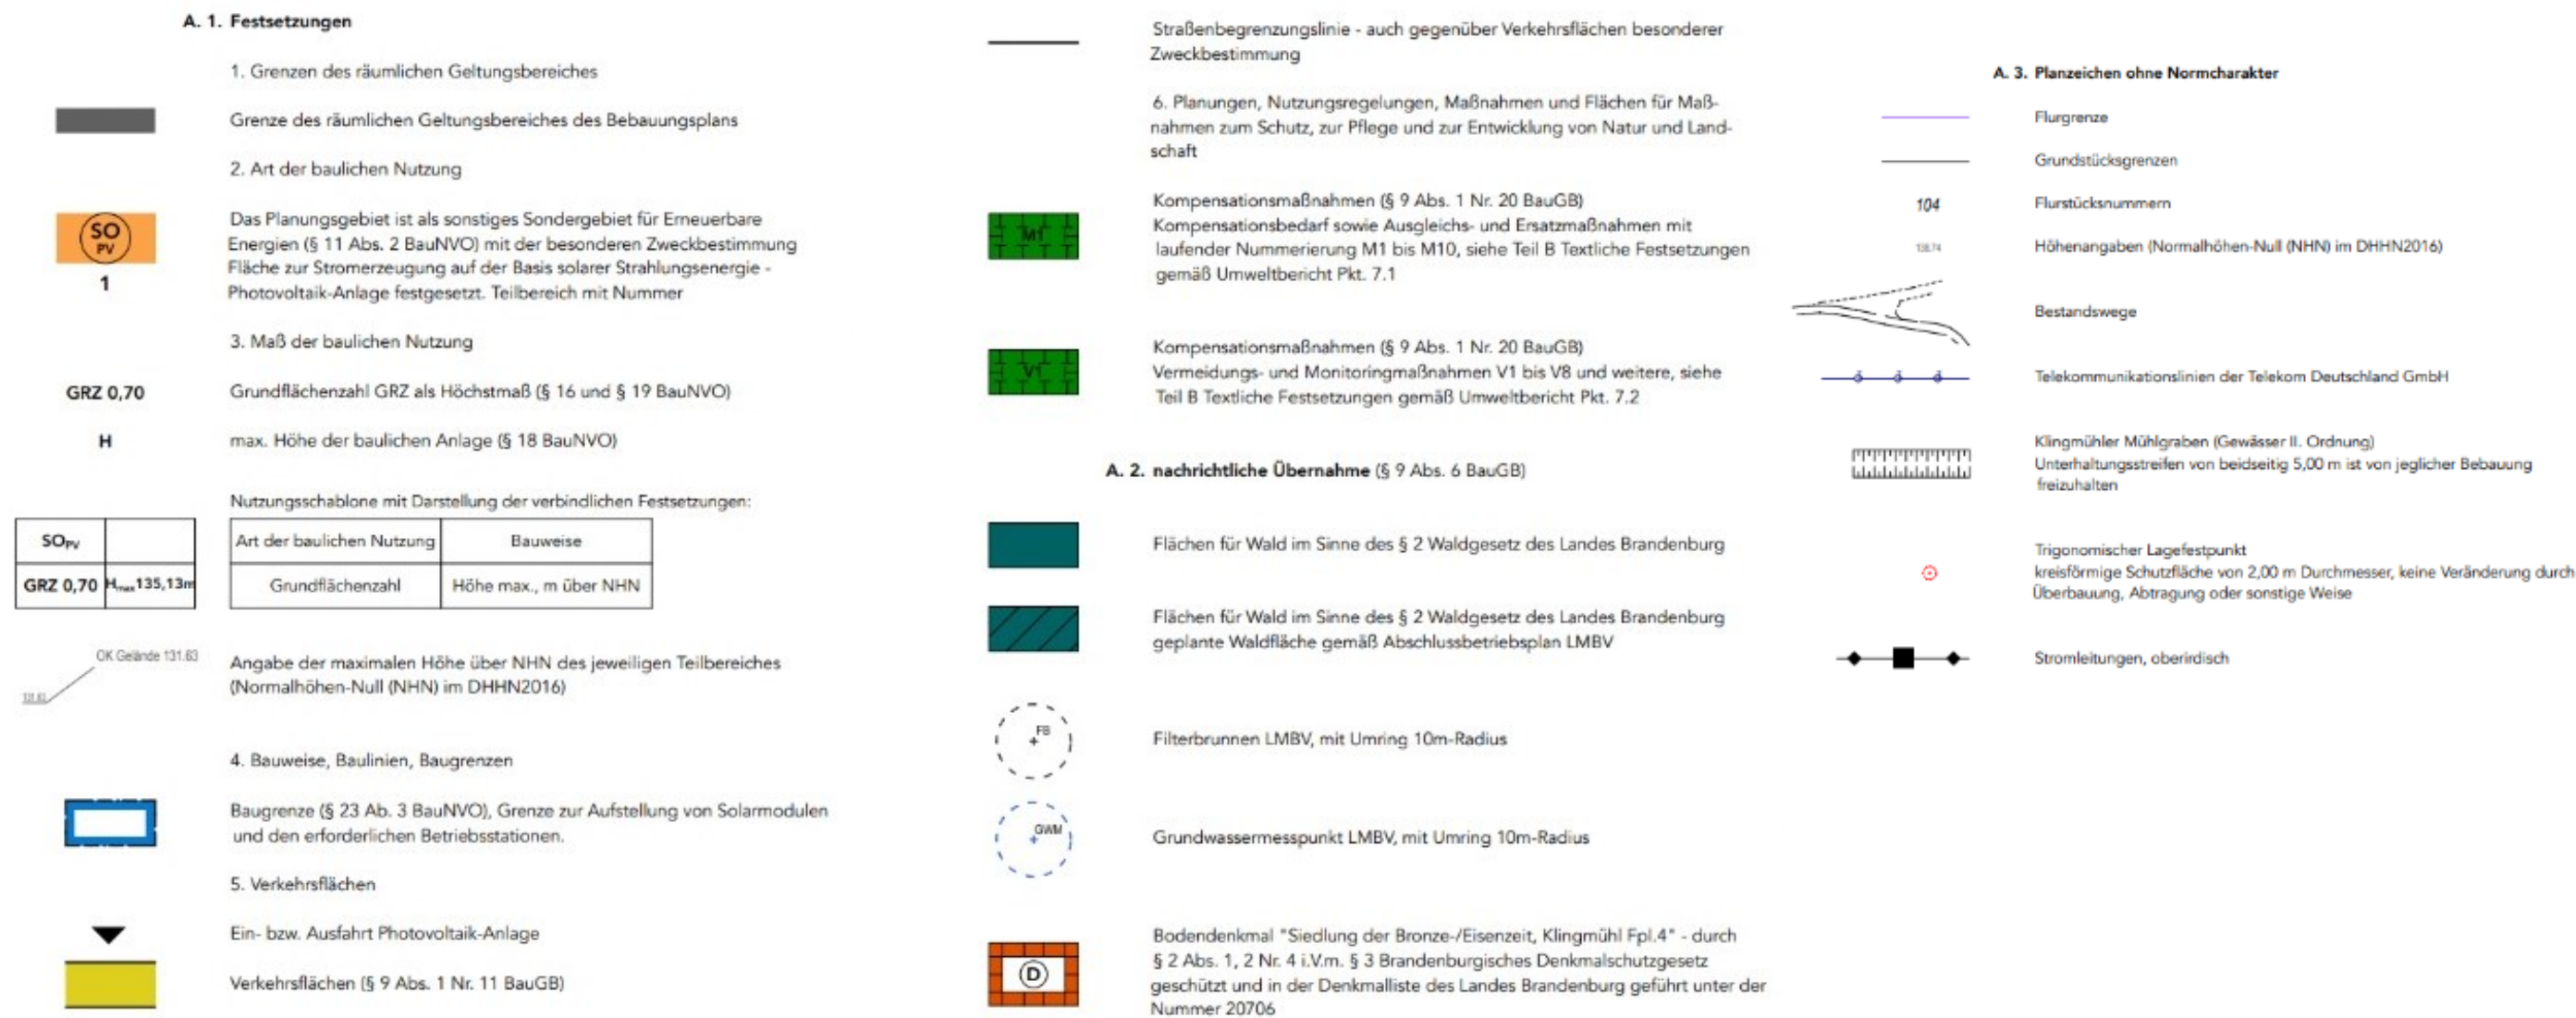 A. 1. Festsetzungen
1. Grenzen des räumlichen Geltungsbereiches
Grenze des räumlichen Geltungsbereiches des Bebauungsplans
2. Art der baulichen Nutzung
SO
PV
1
Das Planungsgebiet ist als sonstiges Sondergebiet für Erneuerbare
Energien (§ 11 Abs. 2 BauNVO) mit der besonderen Zweckbestimmung
Fläche zur Stromerzeugung auf der Basis solarer Strahlungsenergie -
Photovoltaik-Anlage festgesetzt. Teilbereich mit Nummer
3. Maß der baulichen Nutzung
GRZ 0,70 Grundflächenzahl GRZ als Höchstmaß (§ 16 und § 19 BauNVO)
H max. Höhe der baulichen Anlage (§ 18 BauNVO)
Nutzungsschablone mit Darstellung der verbindlichen Festsetzungen:
SOPV Art der baulichen Nutzung Bauweise
GRZ 0,70 Hmax135,13m Grundflächenzahl Höhe max., m über NHN
OK Gelände 131.63
131.63
Angabe der maximalen Höhe über NHN des jeweiligen Teilbereiches
(Normalhöhen-Null (NHN) im DHHN2016)
4. Bauweise, Baulinien, Baugrenzen
Baugrenze (§ 23 Ab. 3 BauNVO), Grenze zur Aufstellung von Solarmodulen
und den erforderlichen Betriebsstationen.
5. Verkehrsflächen
Ein- bzw. Ausfahrt Photovoltaik-Anlage
Verkehrsflächen (§ 9 Abs. 1 Nr. 11 BauGB)
Straßenbegrenzungslinie - auch gegenüber Verkehrsflächen besonderer
Zweckbestimmung
6. Planungen, Nutzungsregelungen, Maßnahmen und Flächen für Maß-
nahmen zum Schutz, zur Pflege und zur Entwicklung von Natur und Land-
schaft
M1
Kompensationsmaßnahmen (§ 9 Abs. 1 Nr. 20 BauGB)
Kompensationsbedarf sowie Ausgleichs- und Ersatzmaßnahmen mit
laufender Nummerierung M1 bis M10, siehe Teil B Textliche Festsetzungen
gemäß Umweltbericht Pkt. 7.1
V1
Kompensationsmaßnahmen (§ 9 Abs. 1 Nr. 20 BauGB)
Vermeidungs- und Monitoringmaßnahmen V1 bis V8 und weitere, siehe
Teil B Textliche Festsetzungen gemäß Umweltbericht Pkt. 7.2
A. 2. nachrichtliche Übernahme (§ 9 Abs. 6 BauGB)
Flächen für Wald im Sinne des § 2 Waldgesetz des Landes Brandenburg
Flächen für Wald im Sinne des § 2 Waldgesetz des Landes Brandenburg
geplante Waldfläche gemäß Abschlussbetriebsplan LMBV
FB
Filterbrunnen LMBV, mit Umring 10m-Radius
GWM
Grundwassermesspunkt LMBV, mit Umring 10m-Radius
D
Bodendenkmal "Siedlung der Bronze-/Eisenzeit, Klingmühl Fpl.4" - durch
§ 2 Abs. 1, 2 Nr. 4 i.V.m. § 3 Brandenburgisches Denkmalschutzgesetz
geschützt und in der Denkmalliste des Landes Brandenburg geführt unter der
Nummer 20706
A. 3. Planzeichen ohne Normcharakter
Flurgrenze
Grundstücksgrenzen
104 Flurstücksnummern
138.74 Höhenangaben (Normalhöhen-Null (NHN) im DHHN2016)
Bestandswege
Telekommunikationslinien der Telekom Deutschland GmbH
Klingmühler Mühlgraben (Gewässer II. Ordnung)
Unterhaltungsstreifen von beidseitig 5,00 m ist von jeglicher Bebauung
freizuhalten
Trigonomischer Lagefestpunkt
kreisförmige Schutzfläche von 2,00 m Durchmesser, keine Veränderung durch
Überbauung, Abtragung oder sonstige Weise
Stromleitungen, oberirdisch